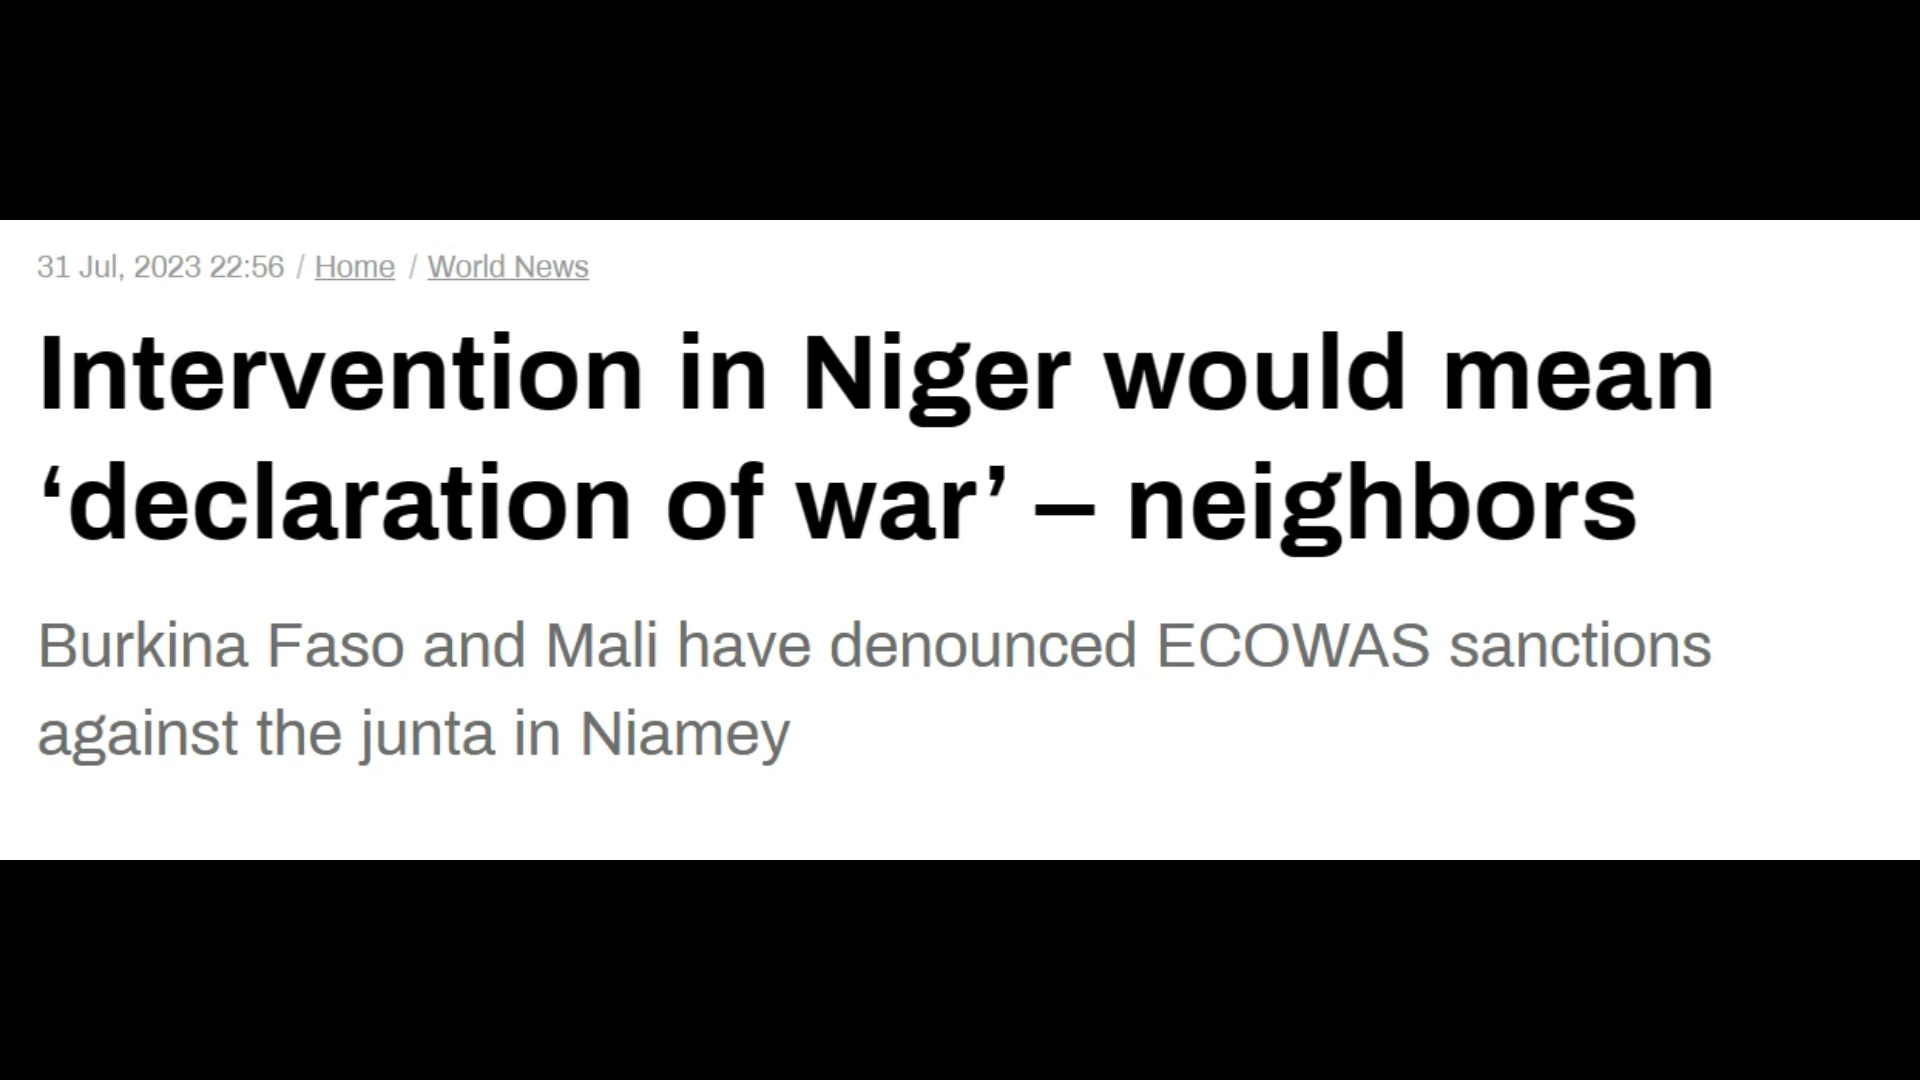 31 Jul, 2023 22:56 / Home / World News
Intervention in Niger would mean
‘declaration of war’ – neighbors
Burkina Faso and Mali have denounced ECOWAS sanctions
against the junta in Niamey